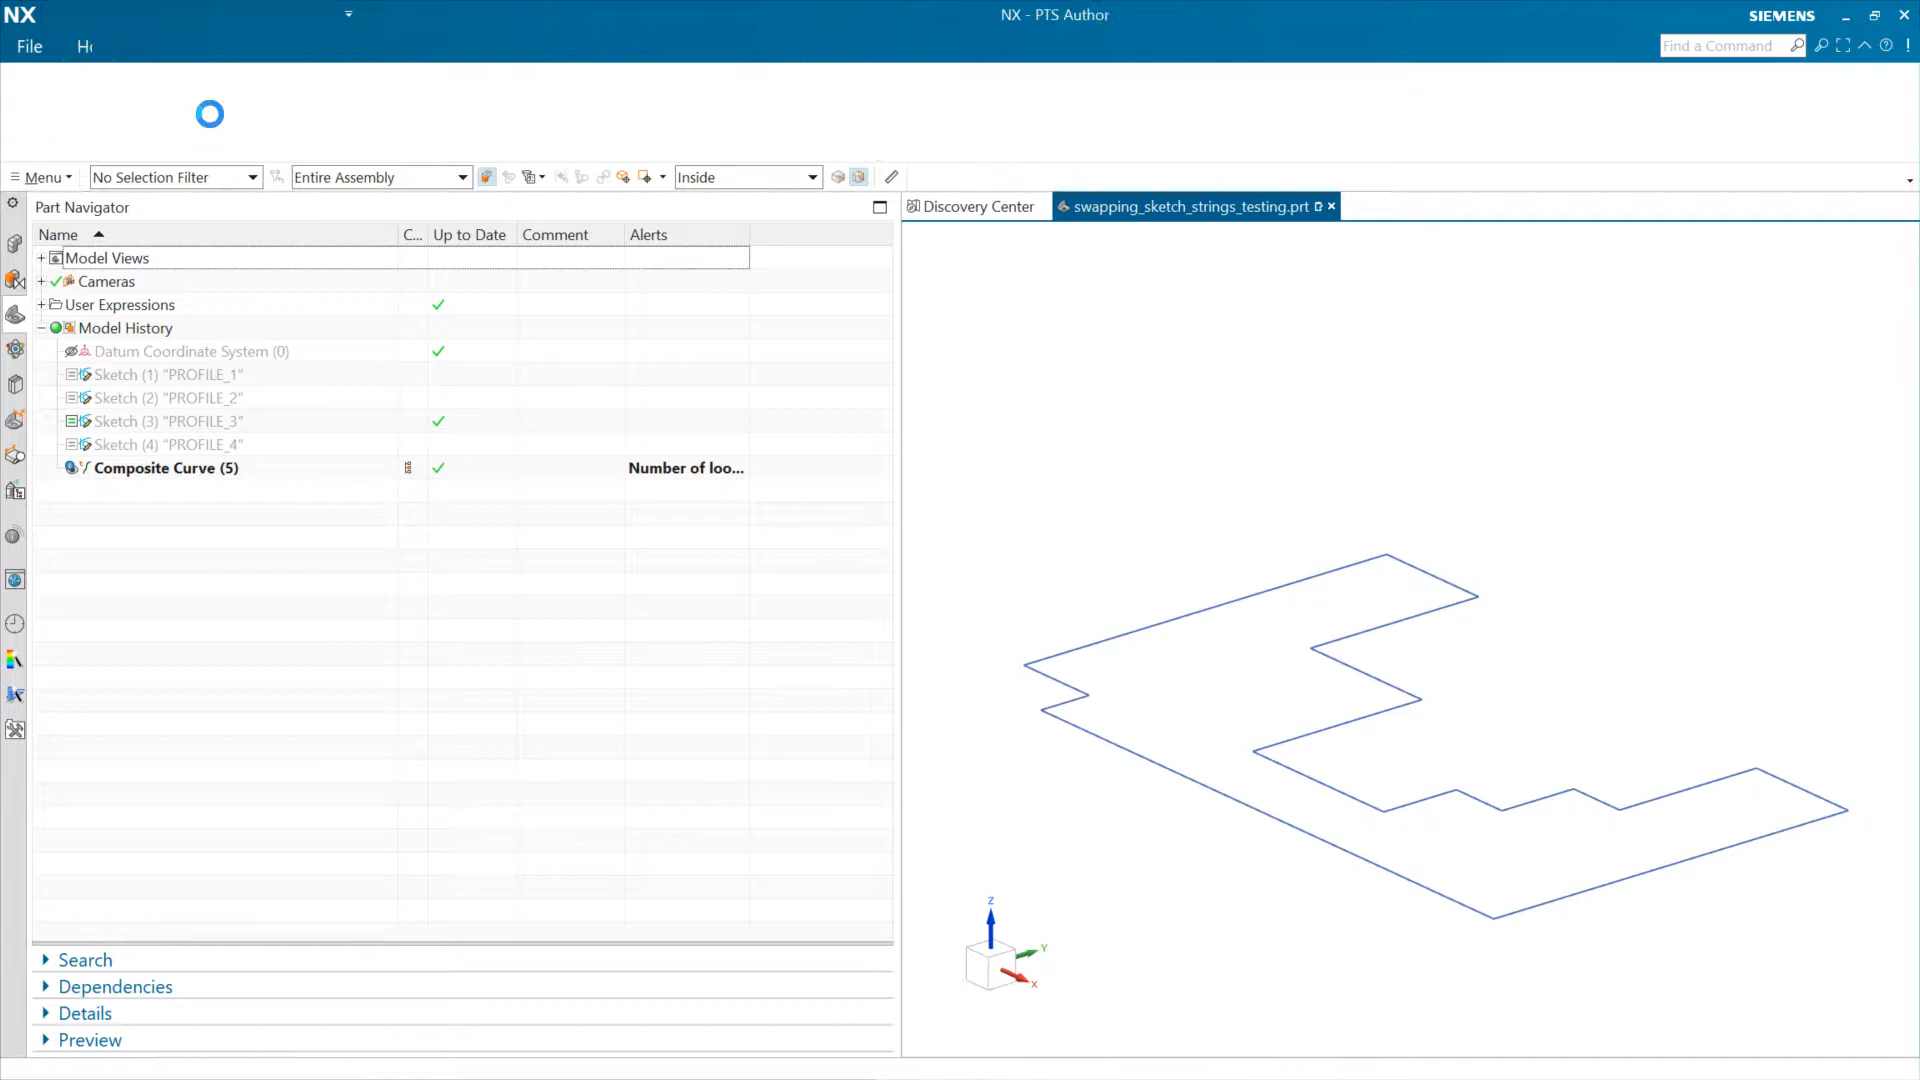 NX
NX - PTS Author
SIEMENS
File
Find a Command
Menu
No Selection Filter
Entire Assembly
Inside
Part Navigator
Discovery Center
swapping_sketch_strings_testing.prt
Name
C...
Up to Date
Comment
Alerts
Model Views
Cameras
User Expressions
Model History
Datum Coordinate System (0)
Sketch (1) "PROFILE_1"
Sketch (2) "PROFILE_2"
Sketch (3) "PROFILE_3"
Sketch (4) "PROFILE_4"
Composite Curve (5)
Number of loo...
Z
Y
X
Search
Dependencies
Details
Preview